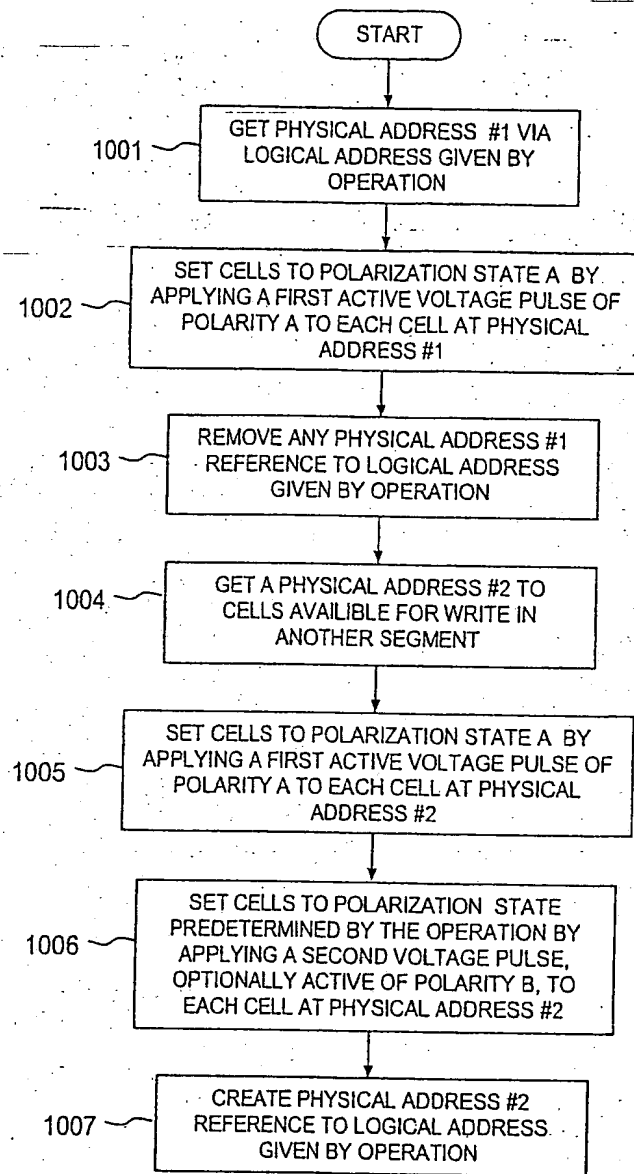 START
1001
GET PHYSICAL ADDRESS #1 VIA
LOGICAL ADDRESS GIVEN BY
OPERATION
1002
SET CELLS TO POLARIZATION STATE A BY
APPLYING A FIRST ACTIVE VOLTAGE PULSE OF
POLARITY A TO EACH CELL AT PHYSICAL
ADDRESS #1
1003
REMOVE ANY PHYSICAL ADDRESS #1
REFERENCE TO LOGICAL ADDRESS
GIVEN BY OPERATION
1004
GET A PHYSICAL ADDRESS #2 TO
CELLS AVAILIBLE FOR WRITE IN
ANOTHER SEGMENT
1005
SET CELLS TO POLARIZATION STATE A BY
APPLYING A FIRST ACTIVE VOLTAGE PULSE OF
POLARITY A TO EACH CELL AT PHYSICAL
ADDRESS #2
1006
SET CELLS TO POLARIZATION STATE
PREDETERMINED BY THE OPERATION BY
APPLYING A SECOND VOLTAGE PULSE,
OPTIONALLY ACTIVE OF POLARITY B, TO
EACH CELL AT PHYSICAL ADDRESS #2
1007
CREATE PHYSICAL ADDRESS #2
REFERENCE TO LOGICAL ADDRESS
GIVEN BY OPERATION